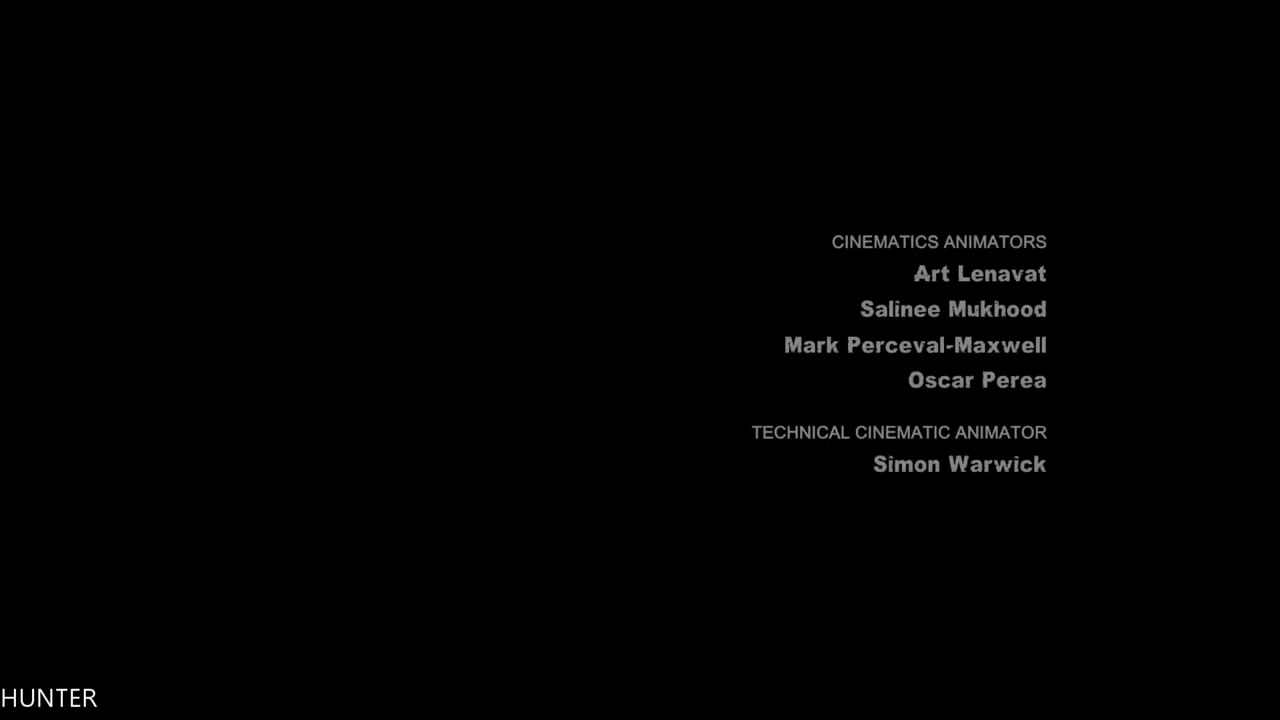 CINEMATICS ANIMATORS
Art Lenavat
Salinee Mukhood
Mark Perceval-Maxwell
Oscar Perea
TECHNICAL CINEMATIC ANIMATOR
Simon Warwick
HUNTER